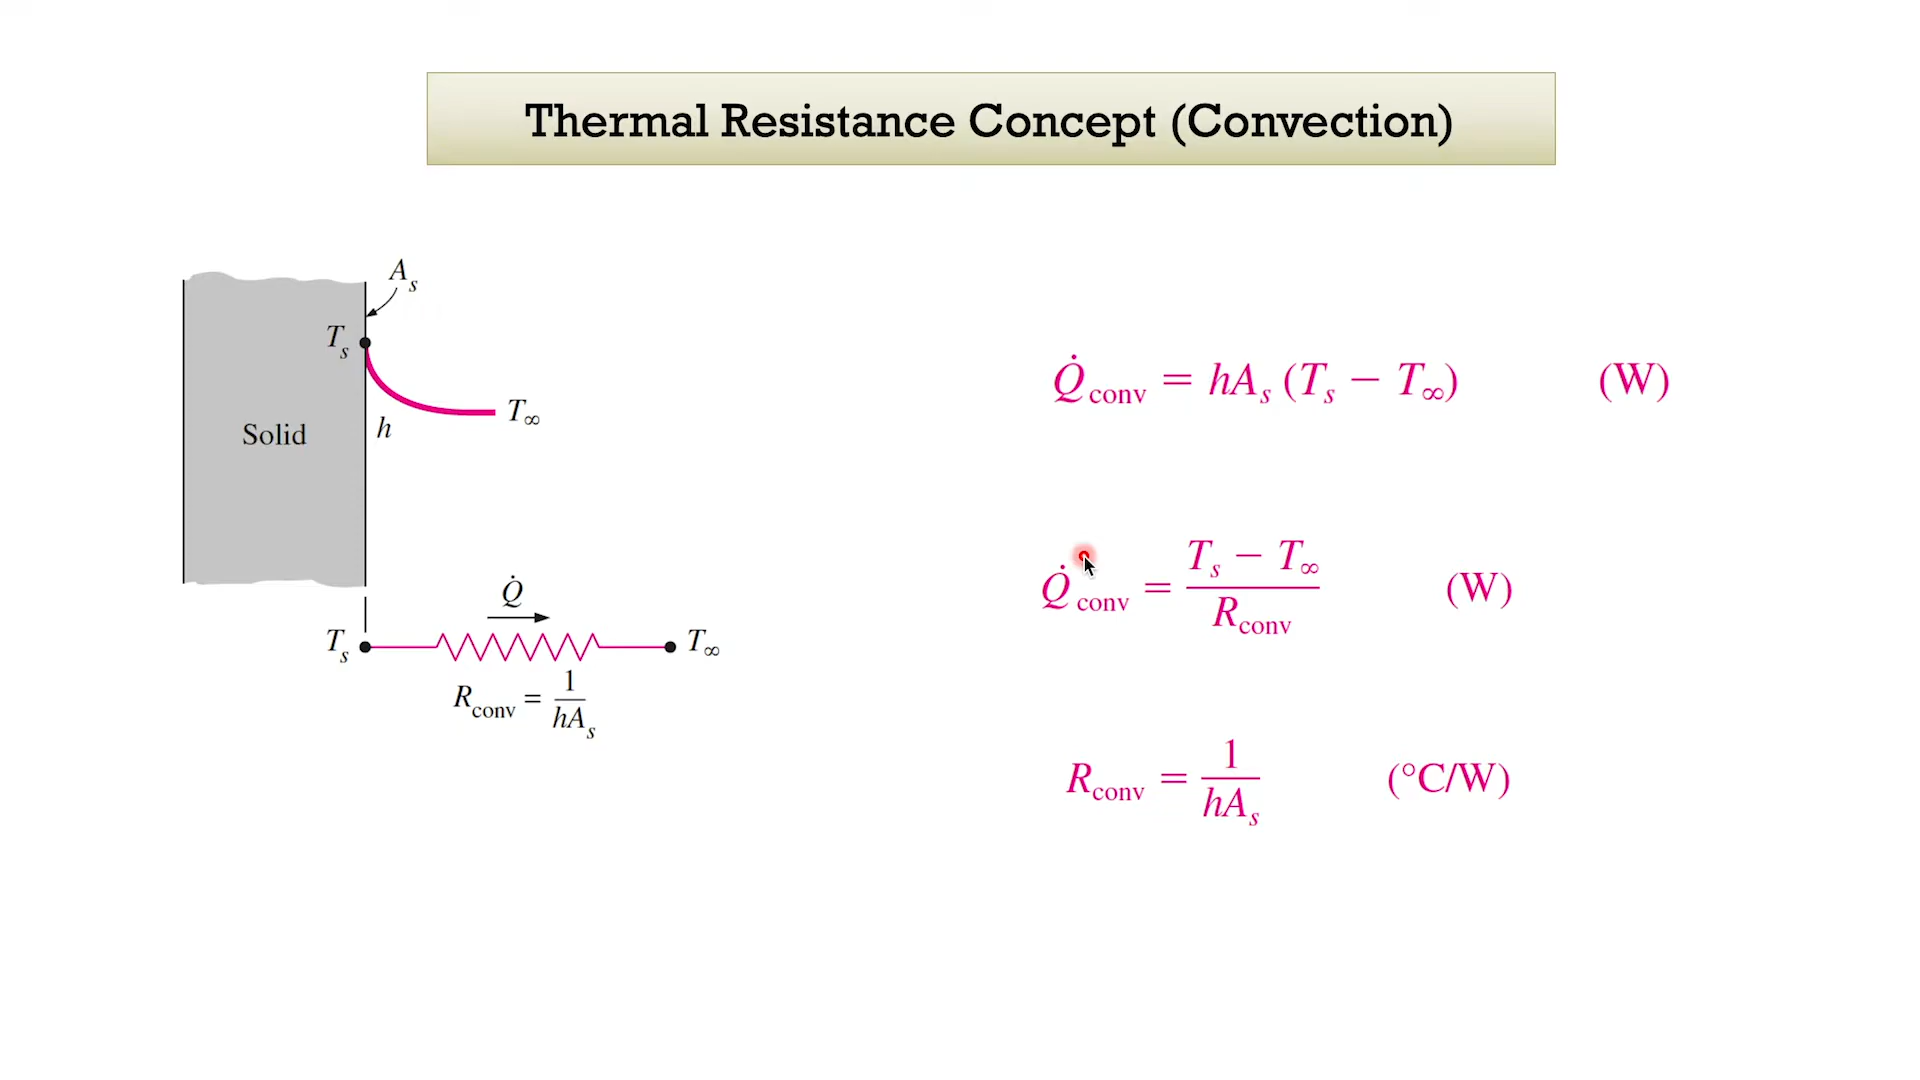 Thermal Resistance Concept (Convection)
A_s
T_s
T_∞
h
Solid
Q̇
T_s
T_∞
R_conv = 1/(hA_s)
Q̇_conv = hA_s (T_s − T_∞) (W)
Q̇_conv = (T_s − T_∞)/R_conv (W)
R_conv = 1/(hA_s) (°C/W)